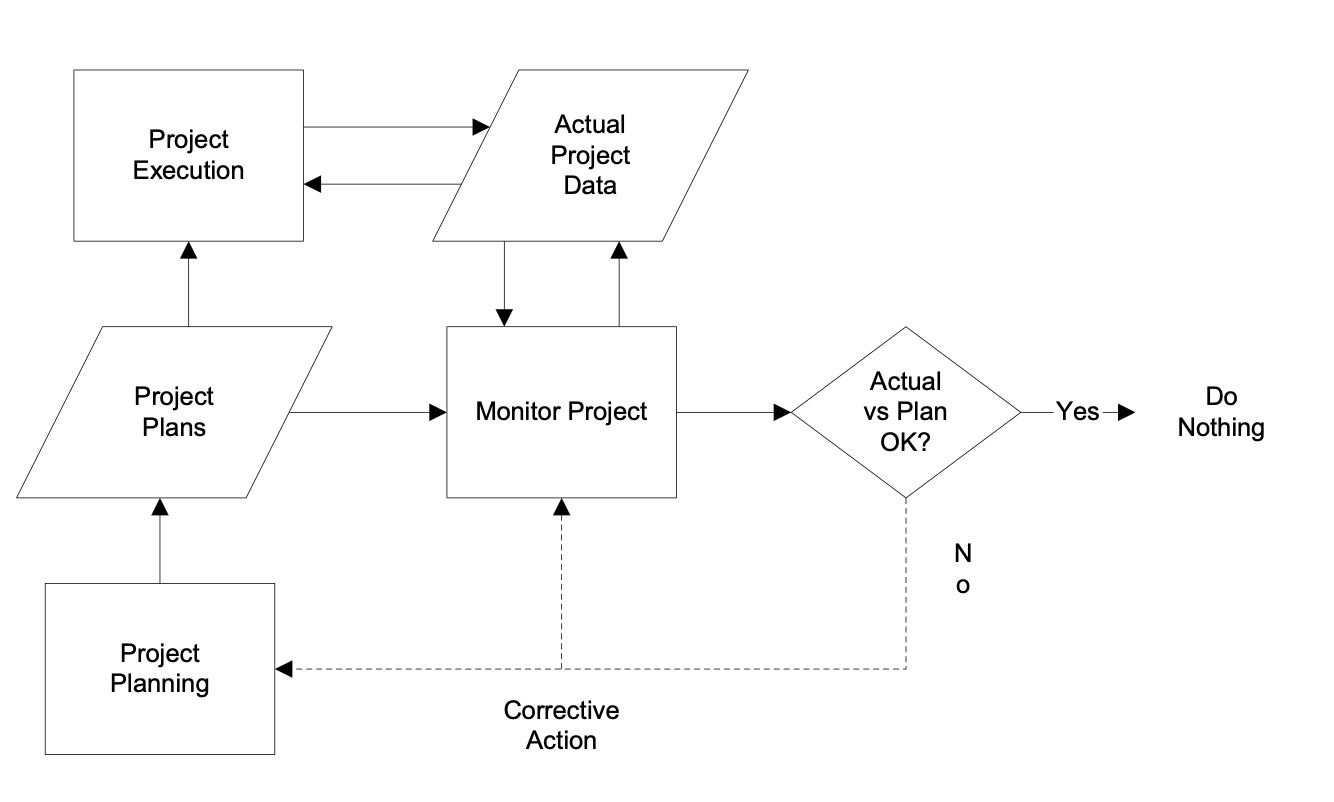 Project
Execution
Actual
Project
Data
Project
Plans
Monitor Project
Actual
vs Plan
OK?
Yes
Do
Nothing
N
o
Project
Planning
Corrective
Action